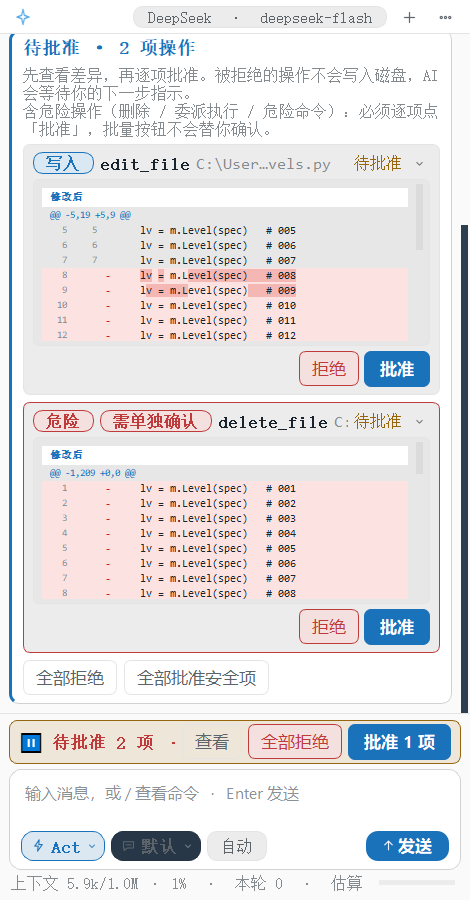 DeepSeek · deepseek-flash
待批准 · 2 项操作
先查看差异，再逐项批准。被拒绝的操作不会写入磁盘，AI
会等待你的下一步指示。
含危险操作（删除 / 委派执行 / 危险命令）：必须逐项点
「批准」，批量按钮不会替你确认。
写入 edit_file C:\User…vels.py 待批准
修改后
@@ -5,19 +5,9 @@
5 5 lv = m.Level(spec) # 005
6 6 lv = m.Level(spec) # 006
7 7 lv = m.Level(spec) # 007
8 - lv = m.Level(spec) # 008
9 - lv = m.Level(spec) # 009
10 - lv = m.Level(spec) # 010
11 - lv = m.Level(spec) # 011
12 - lv = m.Level(spec) # 012
拒绝 批准
危险 需单独确认 delete_file C: 待批准
修改后
@@ -1,209 +0,0 @@
1 - lv = m.Level(spec) # 001
2 - lv = m.Level(spec) # 002
3 - lv = m.Level(spec) # 003
4 - lv = m.Level(spec) # 004
5 - lv = m.Level(spec) # 005
6 - lv = m.Level(spec) # 006
7 - lv = m.Level(spec) # 007
8 - lv = m.Level(spec) # 008
拒绝 批准
全部拒绝 全部批准安全项
待批准 2 项 · 查看 全部拒绝 批准 1 项
输入消息，或 / 查看命令 · Enter 发送
Act 默认 自动 ↑ 发送
上下文 5.9k/1.0M · 1% · 本轮 0 · 估算